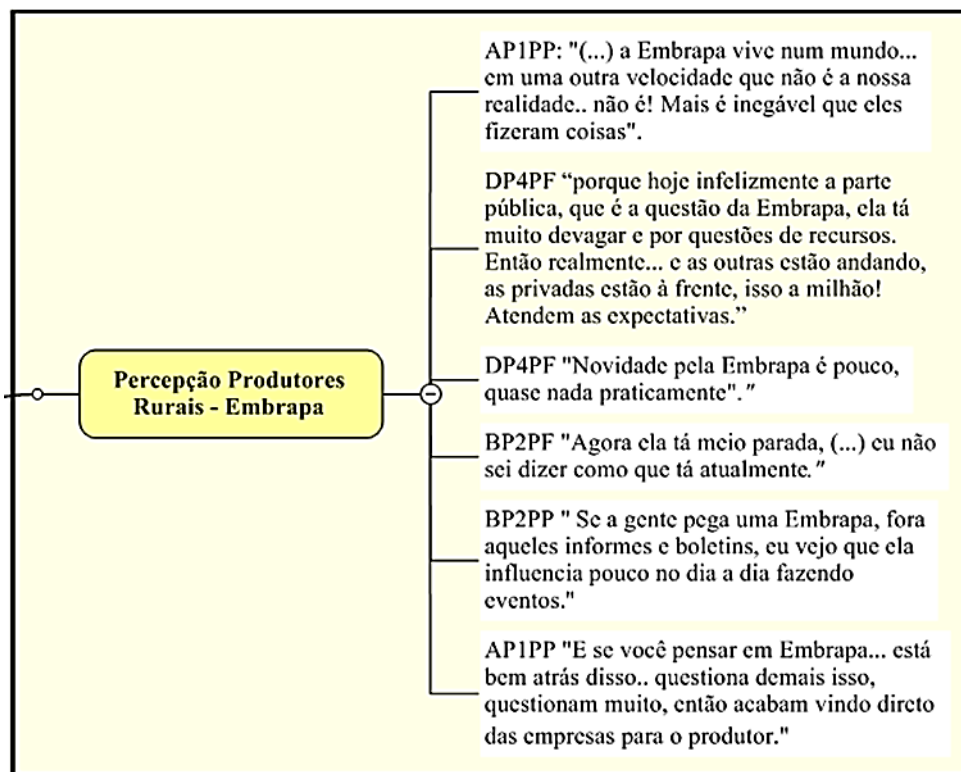 Percepção Produtores
Rurais - Embrapa
AP1PP: "(...) a Embrapa vive num mundo...
em uma outra velocidade que não é a nossa
realidade.. não é! Mais é inegável que eles
fizeram coisas".
DP4PF “porque hoje infelizmente a parte
pública, que é a questão da Embrapa, ela tá
muito devagar e por questões de recursos.
Então realmente... e as outras estão andando,
as privadas estão à frente, isso a milhão!
Atendem as expectativas.”
DP4PF "Novidade pela Embrapa é pouco,
quase nada praticamente"."
BP2PF "Agora ela tá meio parada, (...) eu não
sei dizer como que tá atualmente."
BP2PP " Se a gente pega uma Embrapa, fora
aqueles informes e boletins, eu vejo que ela
influencia pouco no dia a dia fazendo
eventos."
AP1PP "E se você pensar em Embrapa... está
bem atrás disso.. questiona demais isso,
questionam muito, então acabam vindo direto
das empresas para o produtor."